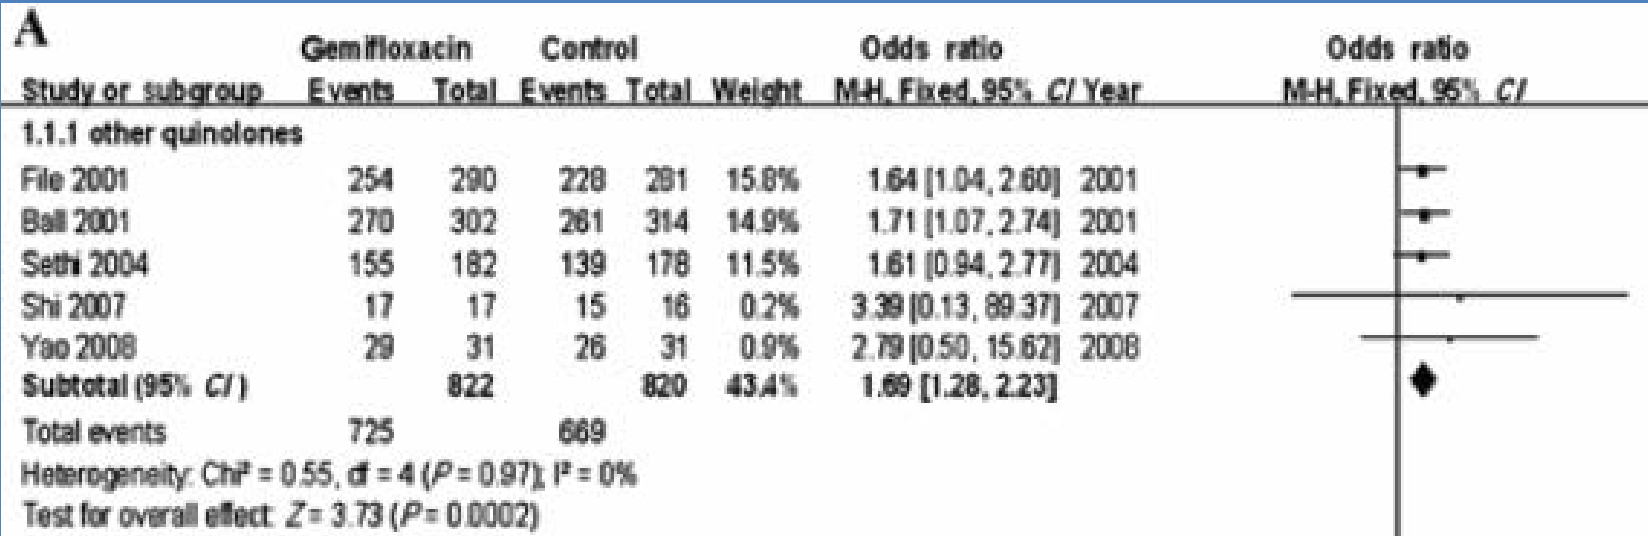 A
Gemifloxacin Control Odds ratio Odds ratio
Study or subgroup Events Total Events Total Weight M-H, Fixed, 95% CI Year M-H, Fixed, 95% CI
1.1.1 other quinolones
File 2001 254 290 228 281 15.8% 1.64 [1.04, 2.60] 2001
Ball 2001 270 302 261 314 14.9% 1.71 [1.07, 2.74] 2001
Sethi 2004 155 182 139 178 11.5% 1.61 [0.94, 2.77] 2004
Shi 2007 17 17 15 16 0.2% 3.39 [0.13, 89.37] 2007
Yao 2008 29 31 26 31 0.9% 2.79 [0.50, 15.62] 2008
Subtotal (95% CI) 822 820 43.4% 1.69 [1.28, 2.23]
Total events 725 669
Heterogeneity: Chi² = 0.55, df = 4 (P = 0.97); I² = 0%
Test for overall effect: Z = 3.73 (P = 0.0002)